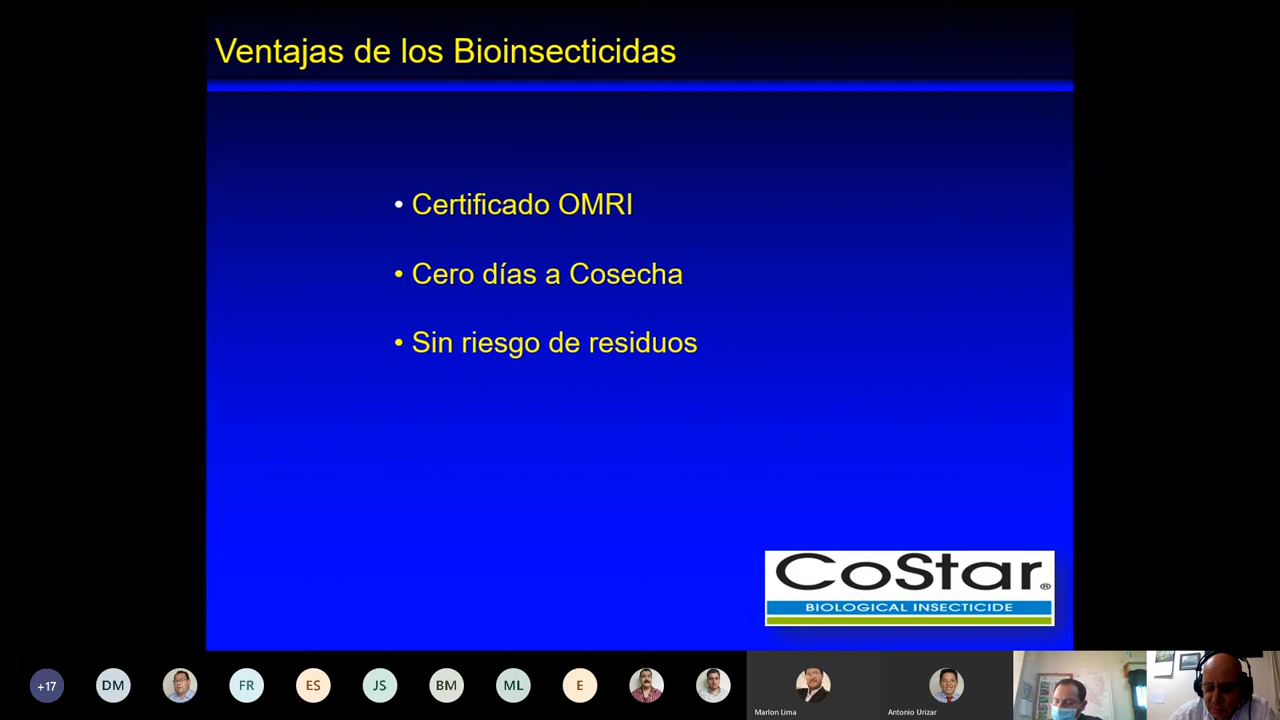 Ventajas de los Bioinsecticidas
• Certificado OMRI
• Cero días a Cosecha
• Sin riesgo de residuos
CoStar®
BIOLOGICAL INSECTICIDE
+17 DM FR ES JS BM ML E
Marlon Lima Antonio Urizar